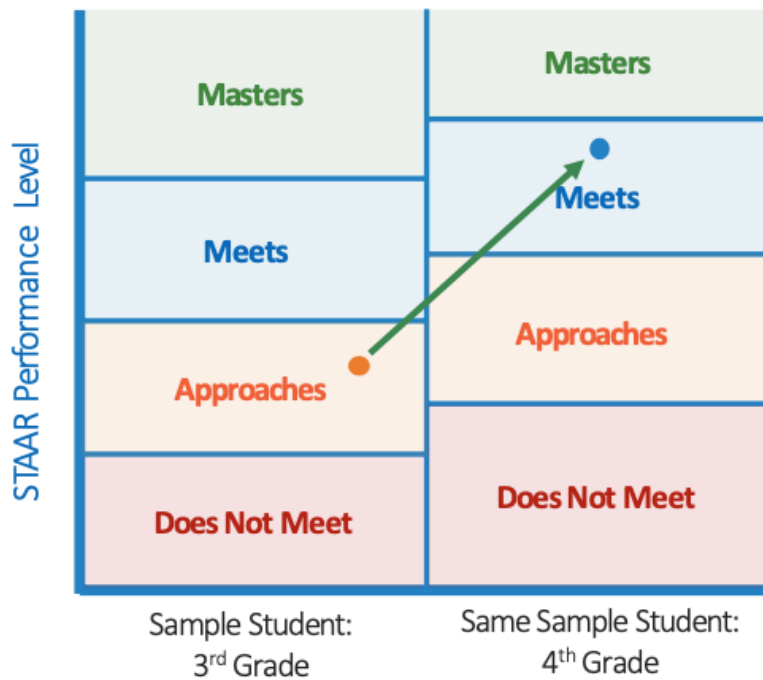 STAAR Performance Level
Masters
Meets
Approaches
Does Not Meet
Masters
Meets
Approaches
Does Not Meet
Sample Student:
3rd Grade
Same Sample Student:
4th Grade